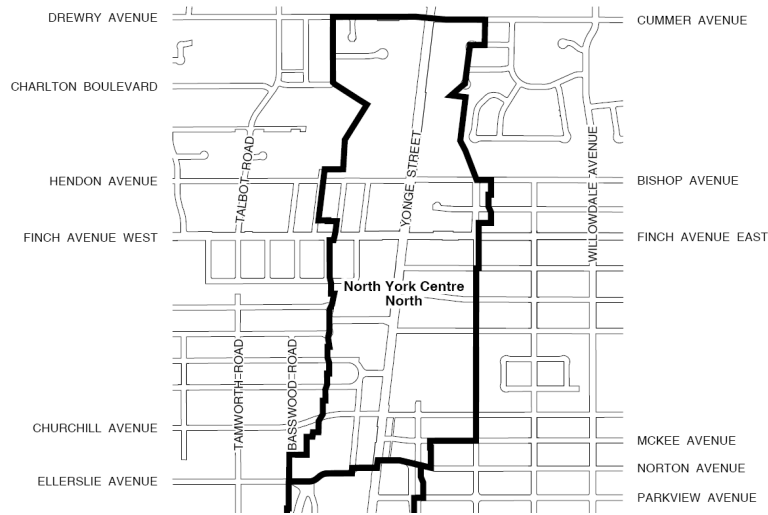 DREWRY AVENUE
CUMMER AVENUE
CHARLTON BOULEVARD
TALBOT ROAD
YONGE STREET
WILLOWDALE AVENUE
HENDON AVENUE
BISHOP AVENUE
FINCH AVENUE WEST
FINCH AVENUE EAST
North York Centre
North
TAMWORTH ROAD
BASSWOOD ROAD
CHURCHILL AVENUE
MCKEE AVENUE
NORTON AVENUE
ELLERSLIE AVENUE
PARKVIEW AVENUE